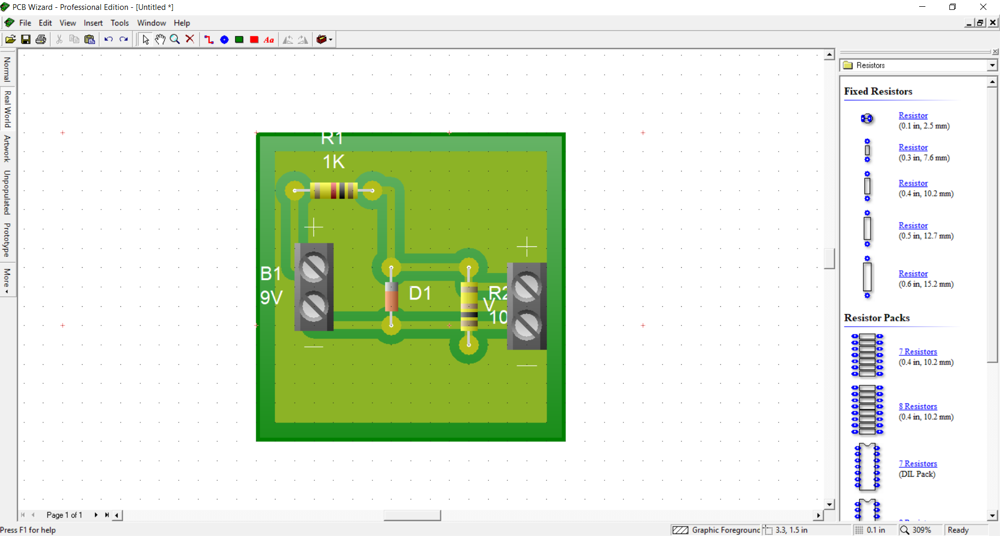 PCB Wizard - Professional Edition - [Untitled *]
File Edit View Insert Tools Window Help
Aa
Normal
Real World
Artwork
Unpopulated
Prototype
More
R1
1K
B1
9V
D1
R2
V
10
Resistors
Fixed Resistors
Resistor
(0.1 in, 2.5 mm)
Resistor
(0.3 in, 7.6 mm)
Resistor
(0.4 in, 10.2 mm)
Resistor
(0.5 in, 12.7 mm)
Resistor
(0.6 in, 15.2 mm)
Resistor Packs
7 Resistors
(0.4 in, 10.2 mm)
8 Resistors
(0.4 in, 10.2 mm)
7 Resistors
(DIL Pack)
Page 1 of 1
Press F1 for help
Graphic Foreground
3.3, 1.5 in
0.1 in
309%
Ready